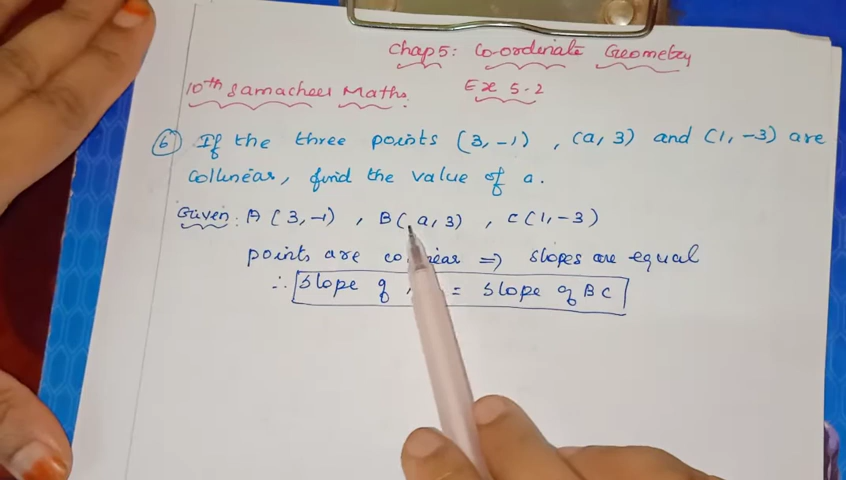 Chap 5: Co-ordinate Geometry
10th Samacheer Maths. Ex 5.2
⑥ If the three points (3, -1) , (a, 3) and (1, -3) are
collinear, find the value of a.
Given: A (3, -1) , B( a, 3) , C (1, -3)
points are => slopes are equal
∴ Slope of = Slope of BC